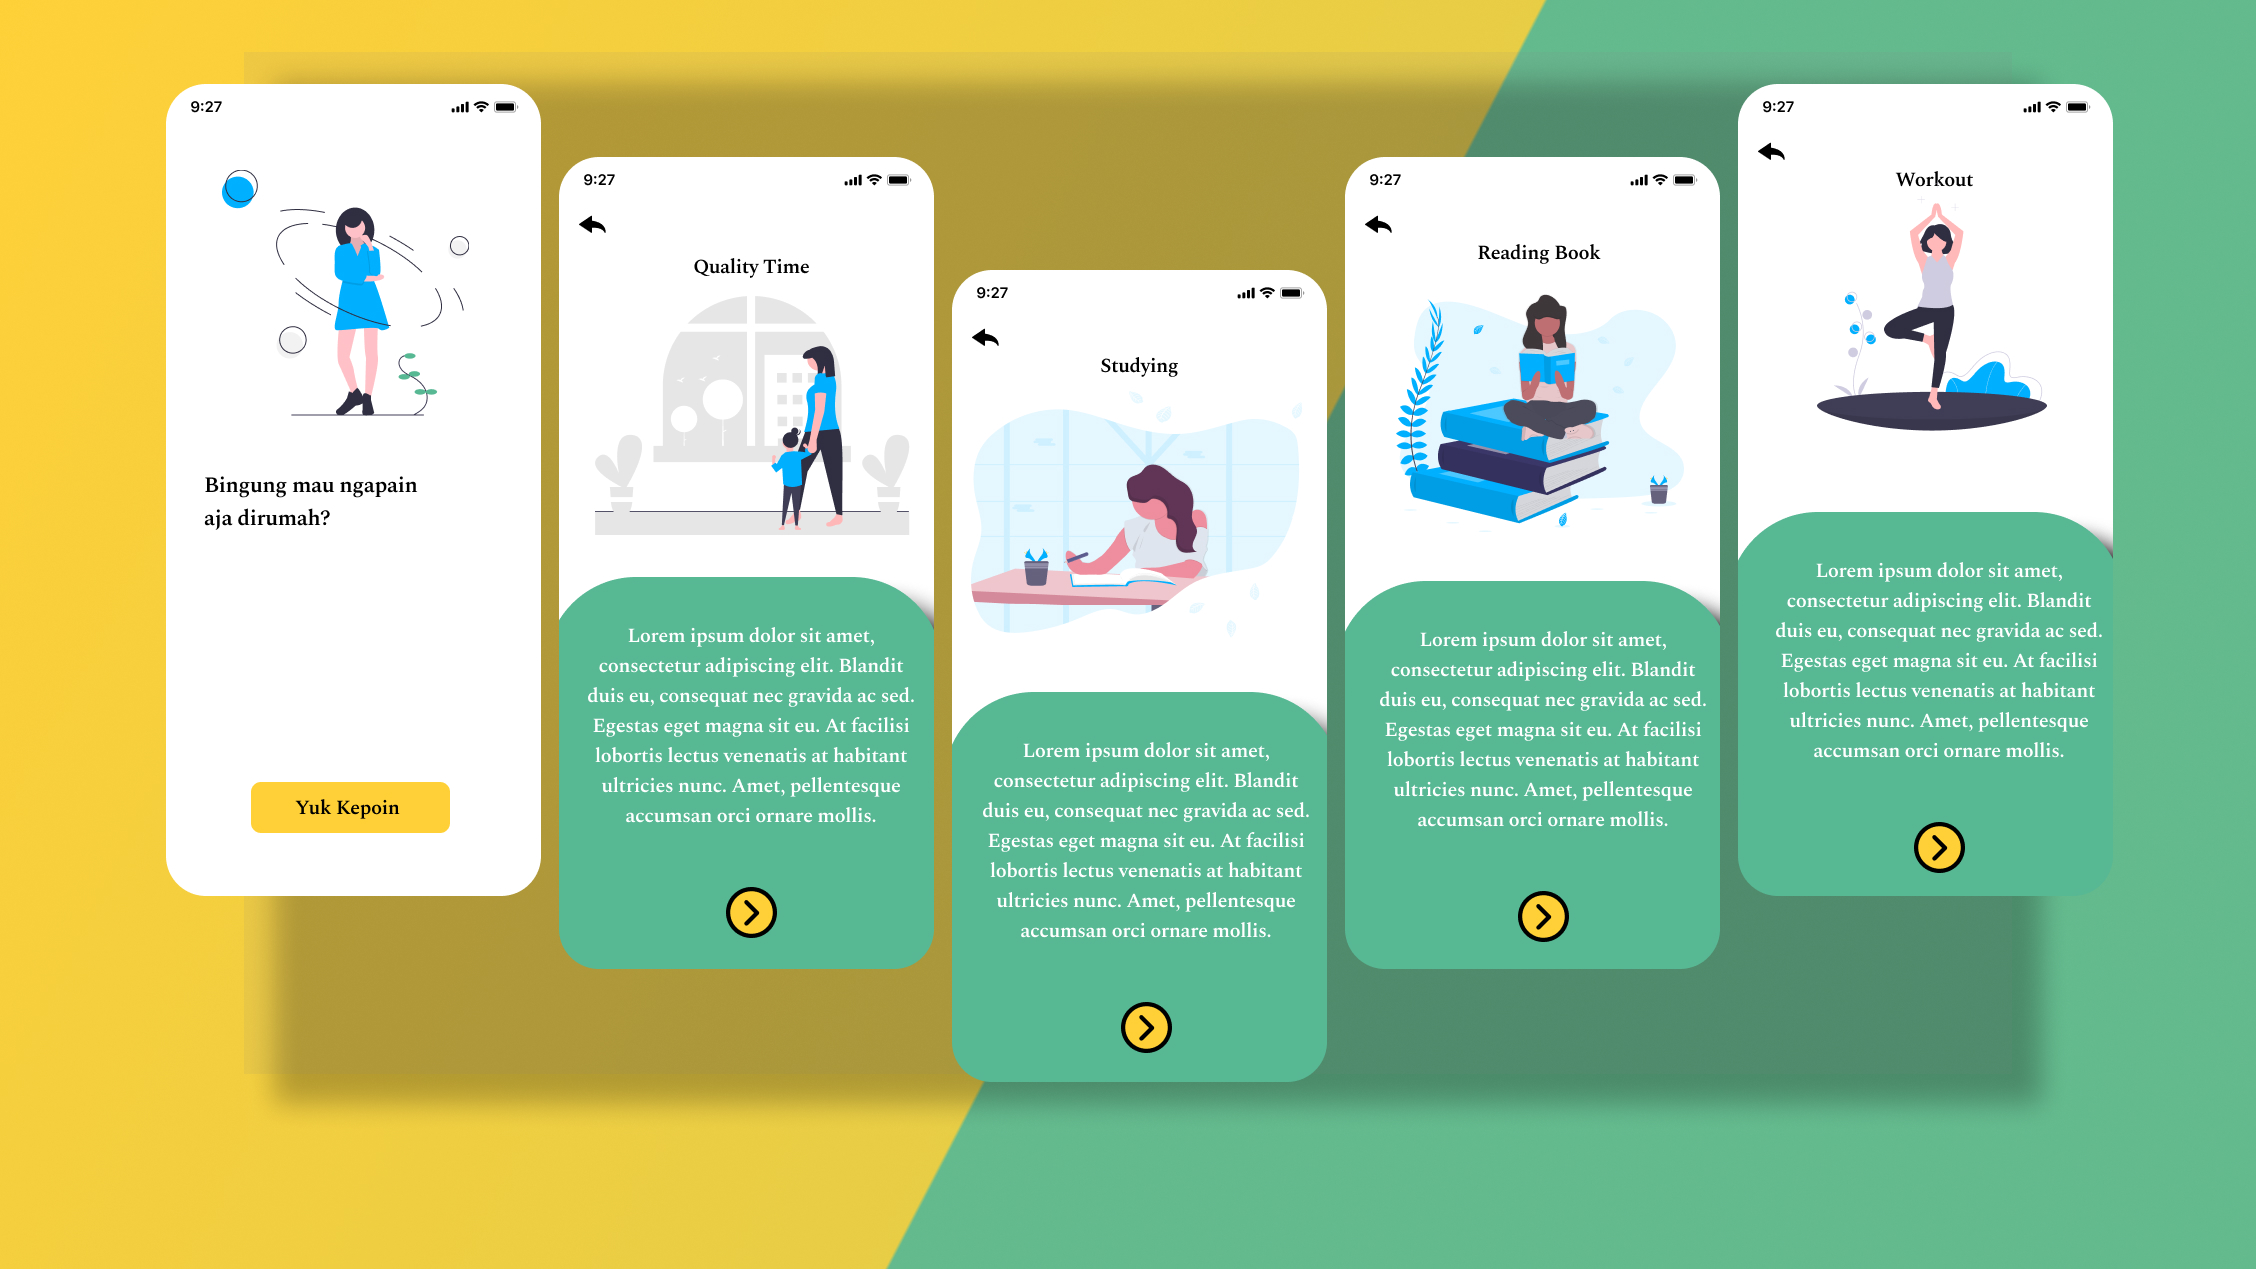 9:27
Bingung mau ngapain
aja dirumah?
Yuk Kepoin
9:27
Quality Time
Lorem ipsum dolor sit amet,
consectetur adipiscing elit. Blandit
duis eu, consequat nec gravida ac sed.
Egestas eget magna sit eu. At facilisi
lobortis lectus venenatis at habitant
ultricies nunc. Amet, pellentesque
accumsan orci ornare mollis.
9:27
Studying
Lorem ipsum dolor sit amet,
consectetur adipiscing elit. Blandit
duis eu, consequat nec gravida ac sed.
Egestas eget magna sit eu. At facilisi
lobortis lectus venenatis at habitant
ultricies nunc. Amet, pellentesque
accumsan orci ornare mollis.
9:27
Reading Book
Lorem ipsum dolor sit amet,
consectetur adipiscing elit. Blandit
duis eu, consequat nec gravida ac sed.
Egestas eget magna sit eu. At facilisi
lobortis lectus venenatis at habitant
ultricies nunc. Amet, pellentesque
accumsan orci ornare mollis.
9:27
Workout
Lorem ipsum dolor sit amet,
consectetur adipiscing elit. Blandit
duis eu, consequat nec gravida ac sed.
Egestas eget magna sit eu. At facilisi
lobortis lectus venenatis at habitant
ultricies nunc. Amet, pellentesque
accumsan orci ornare mollis.